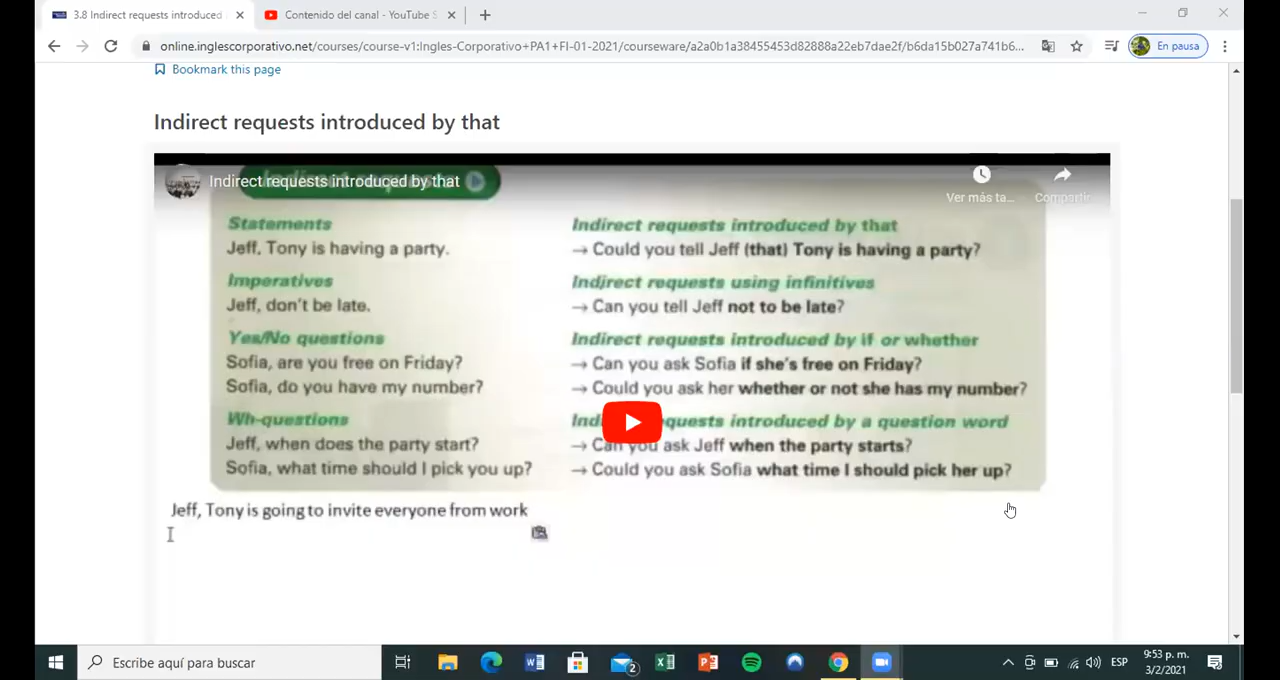 3.8 Indirect requests introduced
Contenido del canal - YouTube S
online.inglescorporativo.net/courses/course-v1:Ingles-Corporativo+PA1+FI-01-2021/courseware/a2a0b1a38455453d82888a22eb7dae2f/b6da15b027a741b6...
En pausa
Bookmark this page
Indirect requests introduced by that
Indirect requests introduced by that
Ver más ta...
Compartir
Statements
Indirect requests introduced by that
Jeff, Tony is having a party.
→ Could you tell Jeff (that) Tony is having a party?
Imperatives
Indirect requests using infinitives
Jeff, don't be late.
→ Can you tell Jeff not to be late?
Yes/No questions
Indirect requests introduced by if or whether
Sofia, are you free on Friday?
→ Can you ask Sofia if she's free on Friday?
Sofia, do you have my number?
→ Could you ask her whether or not she has my number?
Wh-questions
requests introduced by a question word
Jeff, when does the party start?
→ Can you ask Jeff when the party starts?
Sofia, what time should I pick you up?
→ Could you ask Sofia what time I should pick her up?
Jeff, Tony is going to invite everyone from work
Escribe aquí para buscar
2
ESP
9:53 p. m.
3/2/2021